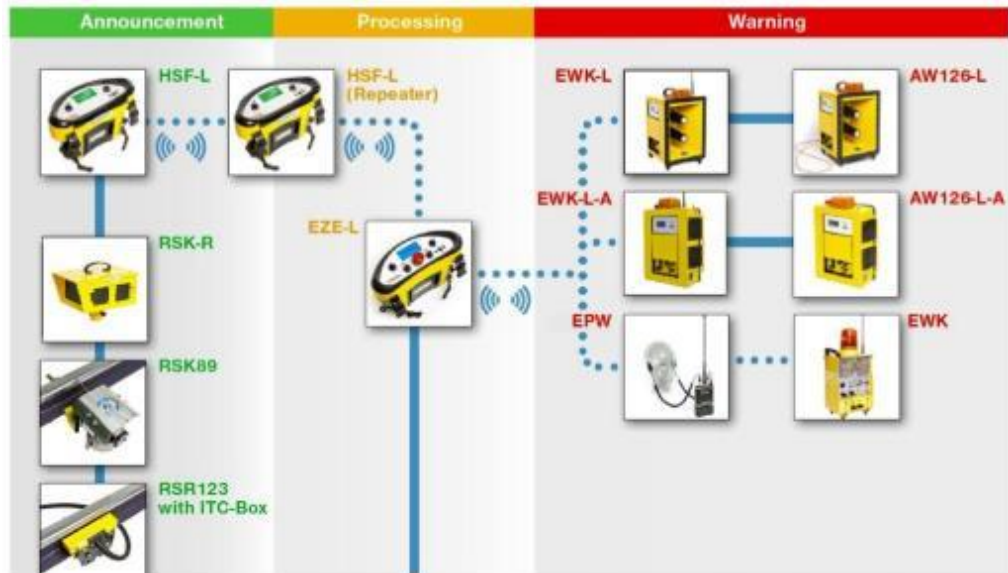 Announcement
Processing
Warning
HSF-L
HSF-L
(Repeater)
EWK-L
AW126-L
EWK-L-A
AW126-L-A
RSK-R
EZE-L
EPW
EWK
RSK89
RSR123
with ITC-Box